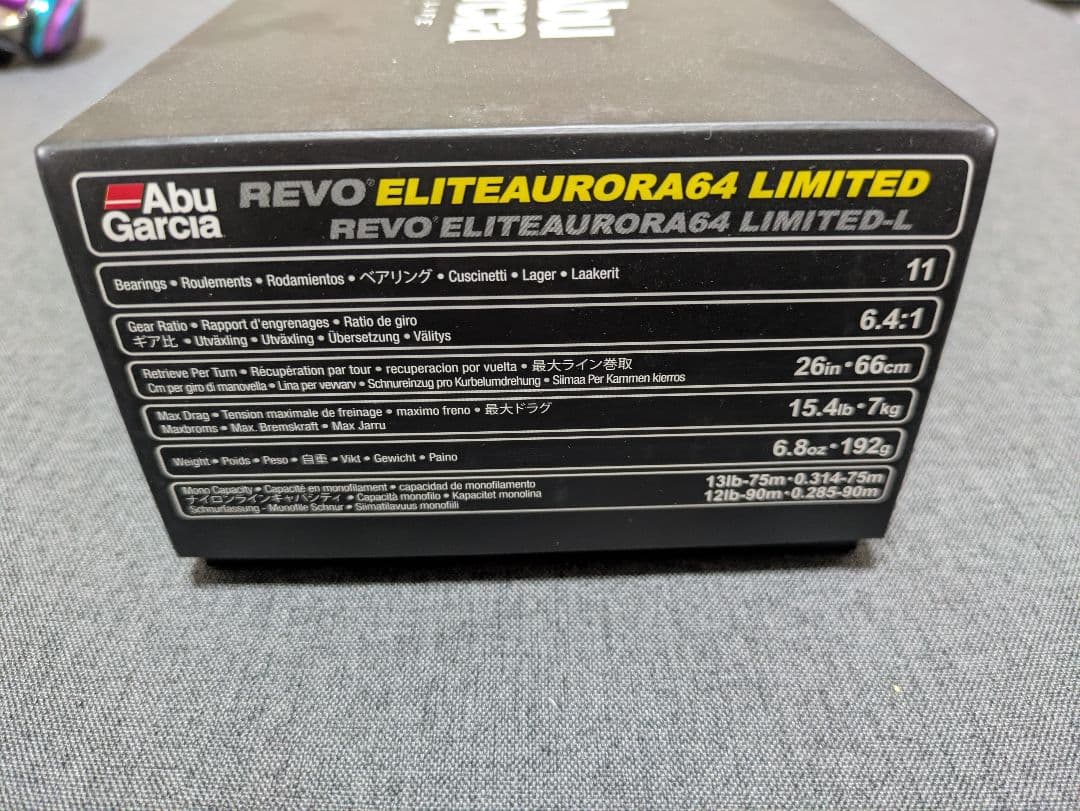 Abu
Garcia
Abu
Garcia
REVO® ELITEAURORA64 LIMITED
REVO® ELITEAURORA64 LIMITED-L
Bearings • Roulements • Rodamientos • ベアリング • Cuscinetti • Lager • Laakerit
11
Gear Ratio • Rapport d'engrenages • Ratio de giro
ギア比 • Utväxling • Utväxling • Übersetzung • Välitys
6.4:1
Retrieve Per Turn • Récupération par tour • recuperacion por vuelta • 最大ライン巻取
Cm per giro di manovella • Lina per vevvarv • Schnureinzug pro Kurbelumdrehung • Siimaa Per Kammen kierros
26in • 66cm
Max Drag • Tension maximale de freinage • maximo freno • 最大ドラグ
Maxbroms • Max. Bremskraft • Max Jarru
15.4lb • 7kg
Weight • Poids • Peso • 自重 • Vikt • Gewicht • Paino
6.8oz • 192g
Mono Capacity • Capacité en monofilament • capacidad de monofilamento
ナイロンラインキャパシティ • Capacità monofilo • Kapacitet monolina
Schnurfassung - Monofile Schnur • Siimatilavuus monofiili
13lb-75m • 0.314-75m
12lb-90m • 0.285-90m